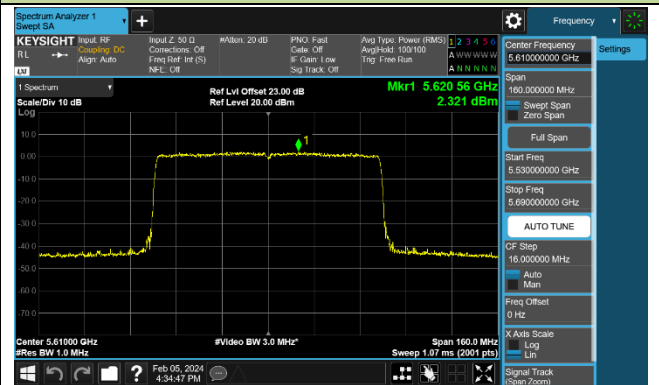 Spectrum Analyzer 1
Swept SA
Frequency
KEYSIGHT
RL
LXI
Input: RF
Coupling: DC
Align: Auto
Input Z: 50 Ω
Corrections: Off
Freq Ref: Int (S)
NFE: Off
#Atten: 20 dB
PNO: Fast
Gate: Off
IF Gain: Low
Sig Track: Off
Avg Type: Power (RMS)
Avg|Hold: 100/100
Trig: Free Run
1 2 3 4 5 6
A W W W W W
A N N N N N
1 Spectrum
Scale/Div 10 dB
Log
Ref Lvl Offset 23.00 dB
Ref Level 20.00 dBm
Mkr1 5.620 56 GHz
2.321 dBm
1
10.0
0.00
-10.0
-20.0
-30.0
-40.0
-50.0
-60.0
-70.0
Center 5.61000 GHz
#Res BW 1.0 MHz
#Video BW 3.0 MHz*
Span 160.0 MHz
Sweep 1.07 ms (2001 pts)
Feb 05, 2024
4:34:47 PM
Center Frequency
5.610000000 GHz
Settings
Span
160.000000 MHz
Swept Span
Zero Span
Full Span
Start Freq
5.530000000 GHz
Stop Freq
5.690000000 GHz
AUTO TUNE
CF Step
16.000000 MHz
Auto
Man
Freq Offset
0 Hz
X Axis Scale
Log
Lin
Signal Track
(Span Zoom)